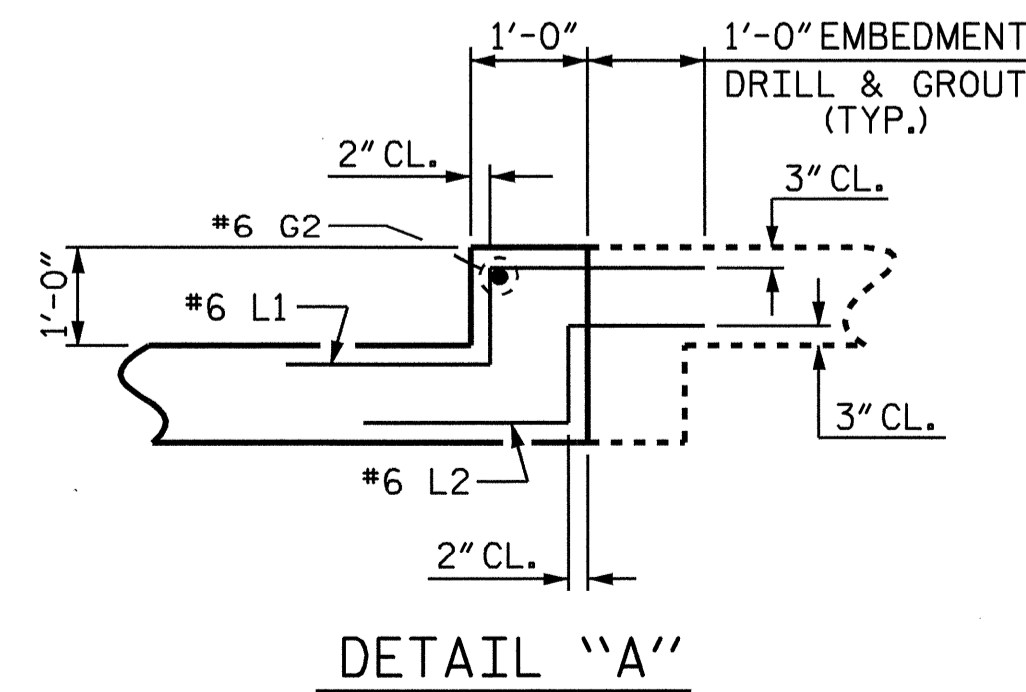 1'-0" 1'-0" EMBEDMENT
DRILL & GROUT
(TYP.)
2" CL.
3" CL.
#6 G2
1'-0"
#6 L1
3" CL.
#6 L2
2" CL.
DETAIL "A"